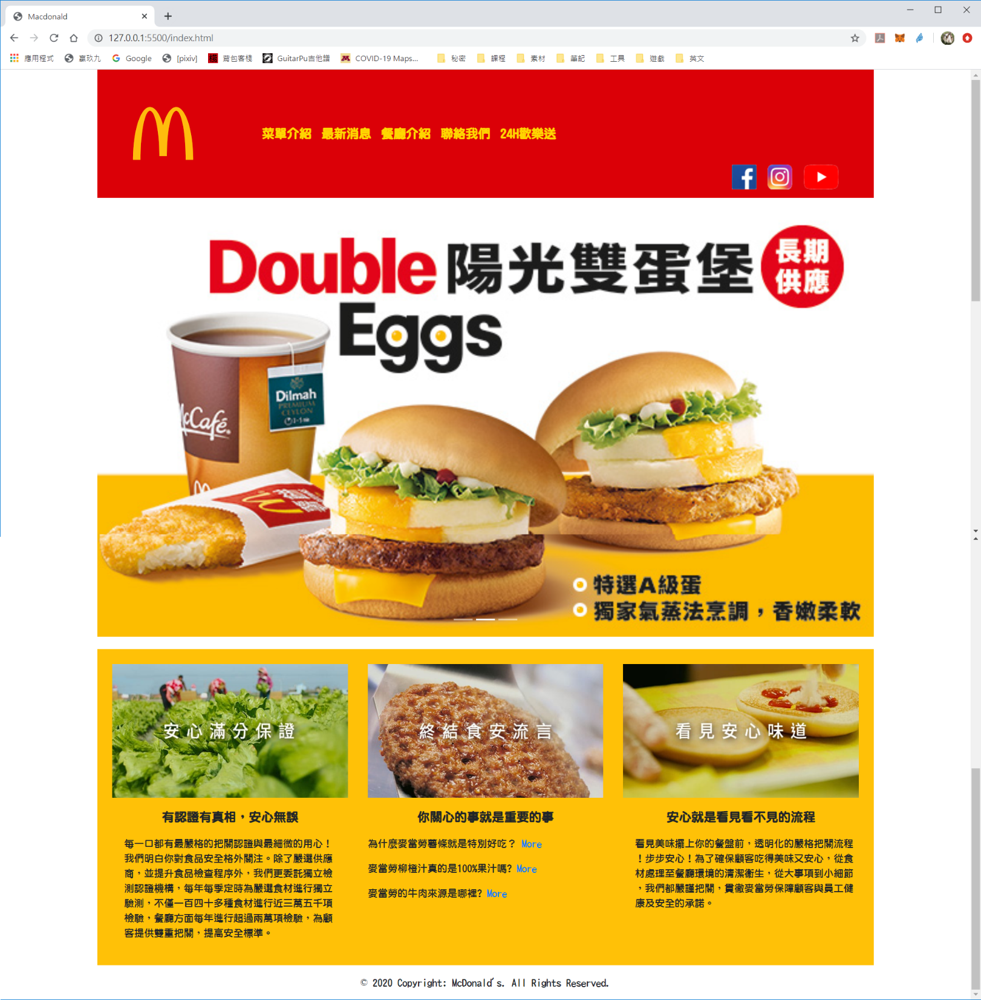 Macdonald
127.0.0.1:5500/index.html
應用程式 贏玖九 Google [pixiv] 背包客棧 GuitarPu吉他譜 COVID-19 Maps... 秘密 課程 素材 筆記 工具 遊戲 英文
菜單介紹 最新消息 餐廳介紹 聯絡我們 24H歡樂送
Double 陽光雙蛋堡
長期
供應
Eggs
McCafé
Dilmah
PREMIUM
CEYLON
特選A級蛋
獨家氣蒸法烹調，香嫩柔軟
安心滿分保證
終結食安流言
看見安心味道
有認證有真相，安心無誤
每一口都有最嚴格的把關認證與最細微的用心！
我們明白你對食品安全格外關注。除了嚴選供應
商，並提升食品檢查程序外，我們更委託獨立檢
測認證機構，每年每季定時為嚴選食材進行獨立
驗測，不僅一百四十多種食材進行近三萬五千項
檢驗，餐廳方面每年進行超過兩萬項檢驗，為顧
客提供雙重把關，提高安全標準。
你關心的事就是重要的事
為什麼麥當勞薯條就是特別好吃？ More
麥當勞柳橙汁真的是100%果汁嗎? More
麥當勞的牛肉來源是哪裡? More
安心就是看見看不見的流程
看見美味擺上你的餐盤前，透明化的嚴格把關流程
！步步安心！為了確保顧客吃得美味又安心，從食
材處理至餐廳環境的清潔衛生，從大事項到小細節
，我們都嚴謹把關，貫徹麥當勞保障顧客與員工健
康及安全的承諾。
© 2020 Copyright: McDonald's. All Rights Reserved.